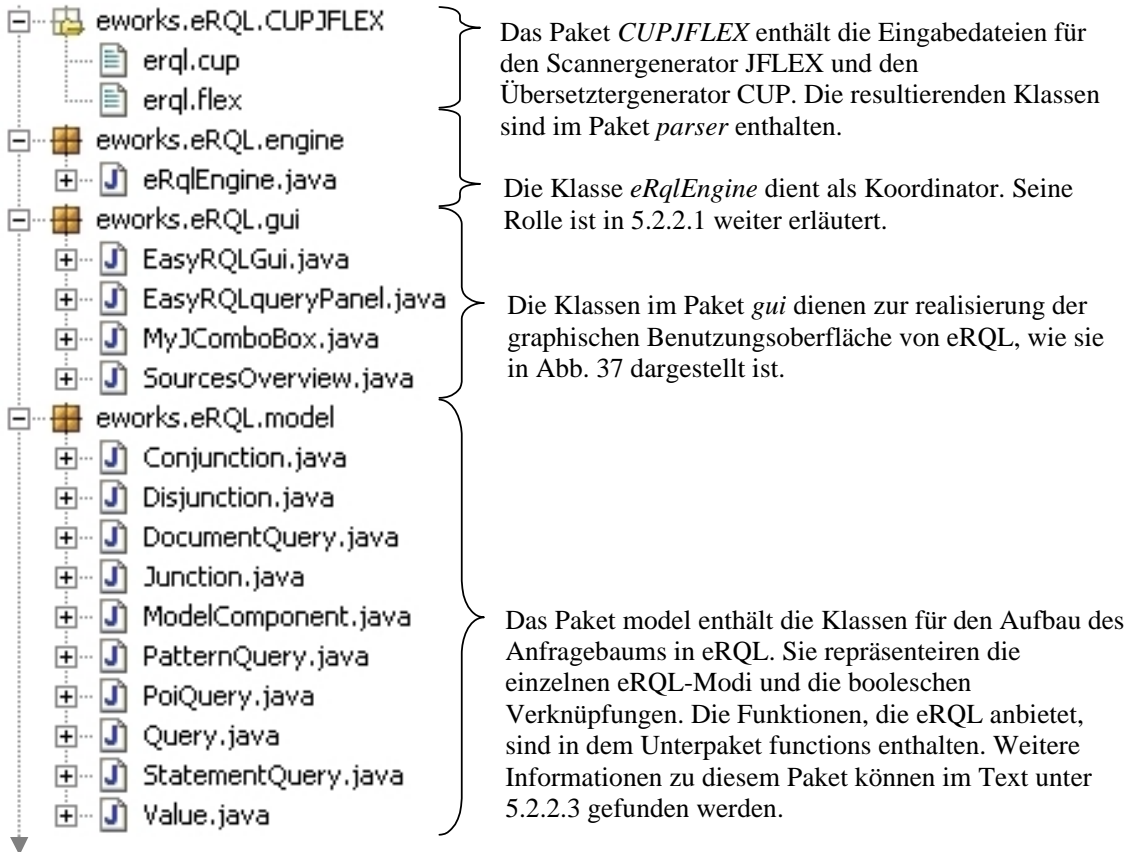 eworks.eRQL.CUPJFLEX
erql.cup
erql.flex
Das Paket CUPJFLEX enthält die Eingabedateien für
den Scannergenerator JFLEX und den
Übersetztergenerator CUP. Die resultierenden Klassen
sind im Paket parser enthalten.
eworks.eRQL.engine
eRqlEngine.java
Die Klasse eRqlEngine dient als Koordinator. Seine
Rolle ist in 5.2.2.1 weiter erläutert.
eworks.eRQL.gui
EasyRQLGui.java
EasyRQLqueryPanel.java
MyJComboBox.java
SourcesOverview.java
Die Klassen im Paket gui dienen zur realisierung der
graphischen Benutzungsoberfläche von eRQL, wie sie
in Abb. 37 dargestellt ist.
eworks.eRQL.model
Conjunction.java
Disjunction.java
DocumentQuery.java
Junction.java
ModelComponent.java
PatternQuery.java
PoiQuery.java
Query.java
StatementQuery.java
Value.java
Das Paket model enthält die Klassen für den Aufbau des
Anfragebaums in eRQL. Sie repräsenteiren die
einzelnen eRQL-Modi und die booleschen
Verknüpfungen. Die Funktionen, die eRQL anbietet,
sind in dem Unterpaket functions enthalten. Weitere
Informationen zu diesem Paket können im Text unter
5.2.2.3 gefunden werden.